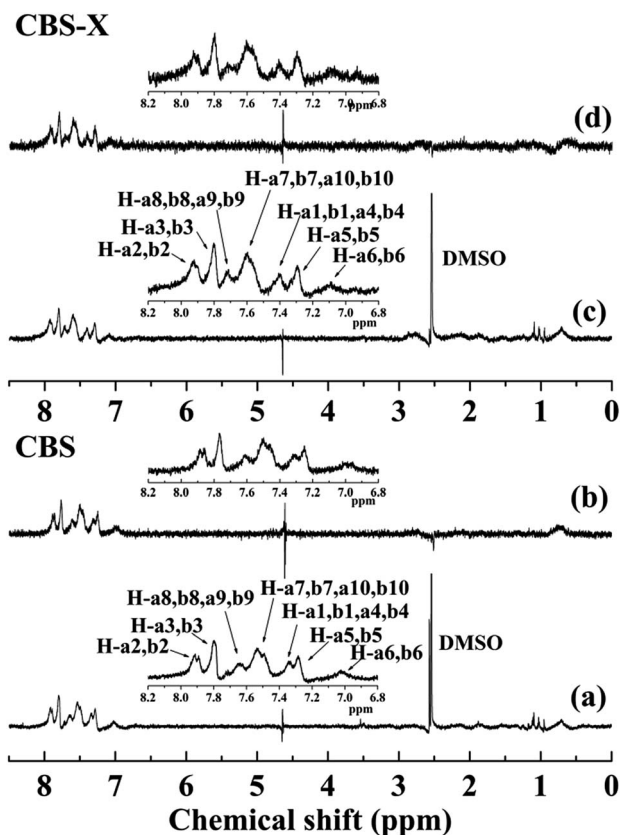 CBS-X
8.2 8.0 7.8 7.6 7.4 7.2 7.0 6.8
ppm
(d)
H-a7,b7,a10,b10
H-a8,b8,a9,b9
H-a1,b1,a4,b4
H-a3,b3
H-a5,b5
H-a2,b2
H-a6,b6
DMSO
8.2 8.0 7.8 7.6 7.4 7.2 7.0 6.8
ppm
(c)
8 7 6 5 4 3 2 1 0
CBS
8.2 8.0 7.8 7.6 7.4 7.2 7.0 6.8
ppm
(b)
H-a7,b7,a10,b10
H-a8,b8,a9,b9
H-a1,b1,a4,b4
H-a3,b3
H-a5,b5
H-a2,b2
H-a6,b6
DMSO
8.2 8.0 7.8 7.6 7.4 7.2 7.0 6.8
ppm
(a)
8 7 6 5 4 3 2 1 0
Chemical shift (ppm)